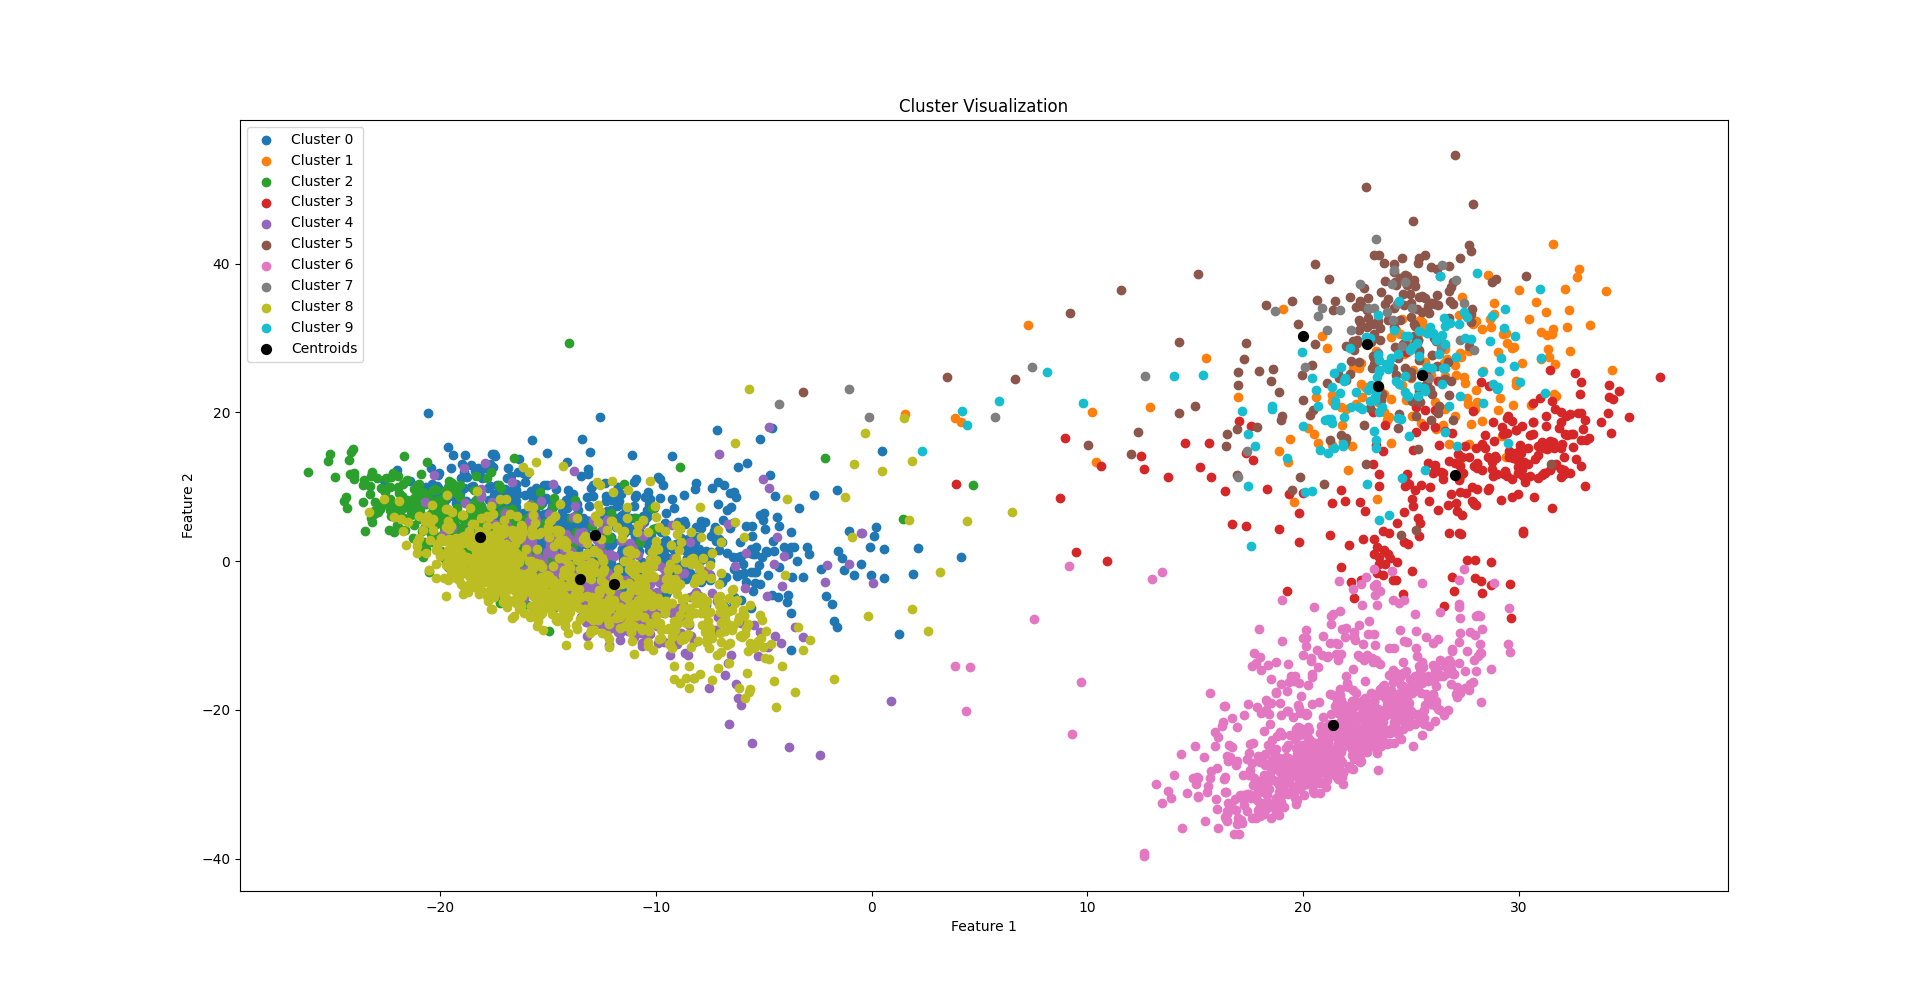 Cluster Visualization
Cluster 0
Cluster 1
Cluster 2
Cluster 3
Cluster 4
Cluster 5
Cluster 6
Cluster 7
Cluster 8
Cluster 9
Centroids
Feature 2
40
20
0
−20
−40
−20
−10
0
10
20
30
Feature 1